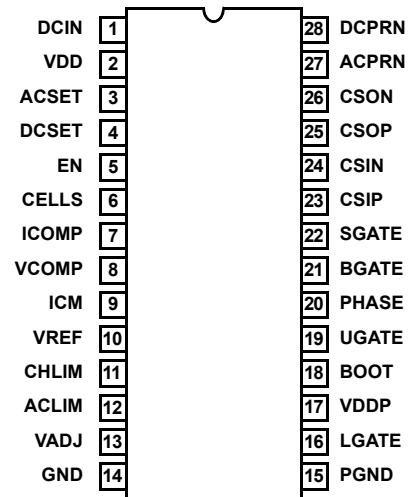 DCIN 1 28 DCPRN
VDD 2 27 ACPRN
ACSET 3 26 CSON
DCSET 4 25 CSOP
EN 5 24 CSIN
CELLS 6 23 CSIP
ICOMP 7 22 SGATE
VCOMP 8 21 BGATE
ICM 9 20 PHASE
VREF 10 19 UGATE
CHLIM 11 18 BOOT
ACLIM 12 17 VDDP
VADJ 13 16 LGATE
GND 14 15 PGND